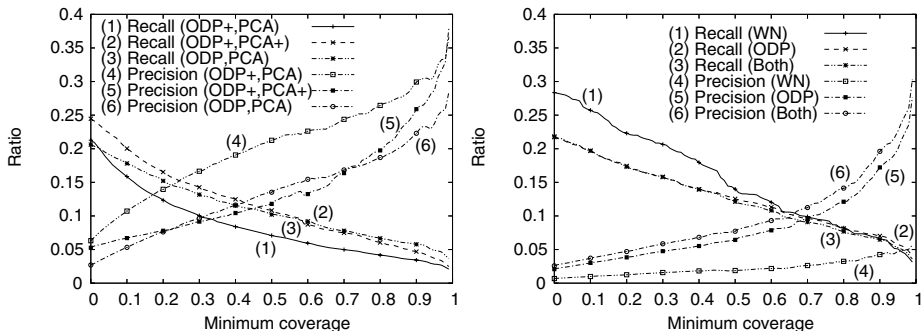 (1) Recall (ODP+,PCA)
(2) Recall (ODP+,PCA+)
(3) Recall (ODP,PCA)
(4) Precision (ODP+,PCA)
(5) Precision (ODP+,PCA+)
(6) Precision (ODP,PCA)
0.4
0.35
0.3
0.25
0.2
0.15
0.1
0.05
0
Ratio
(4)
(5)
(6)
(2)
(3)
(1)
0 0.1 0.2 0.3 0.4 0.5 0.6 0.7 0.8 0.9 1
Minimum coverage
(1) Recall (WN)
(2) Recall (ODP)
(3) Recall (Both)
(4) Precision (WN)
(5) Precision (ODP)
(6) Precision (Both)
0.4
0.35
0.3
0.25
0.2
0.15
0.1
0.05
0
Ratio
(1)
(6)
(5)
(2)
(3)
(4)
0 0.1 0.2 0.3 0.4 0.5 0.6 0.7 0.8 0.9 1
Minimum coverage